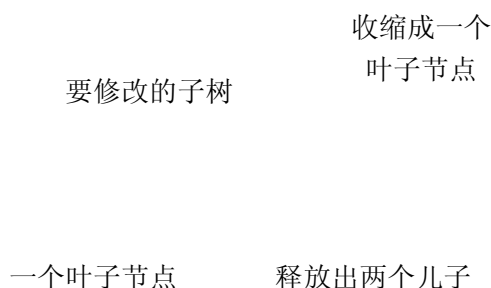 收缩成一个
叶子节点
要修改的子树
一个叶子节点
释放出两个儿子